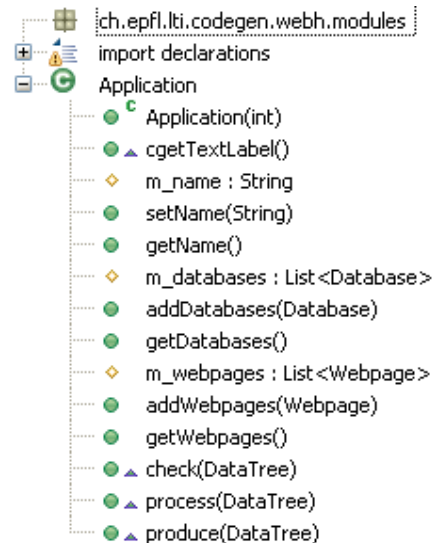 ch.epfl.lti.codegen.webh.modules
import declarations
Application
Application(int)
cgetTextLabel()
m_name : String
setName(String)
getName()
m_databases : List<Database>
addDatabases(Database)
getDatabases()
m_webpages : List<Webpage>
addWebpages(Webpage)
getWebpages()
check(DataTree)
process(DataTree)
produce(DataTree)